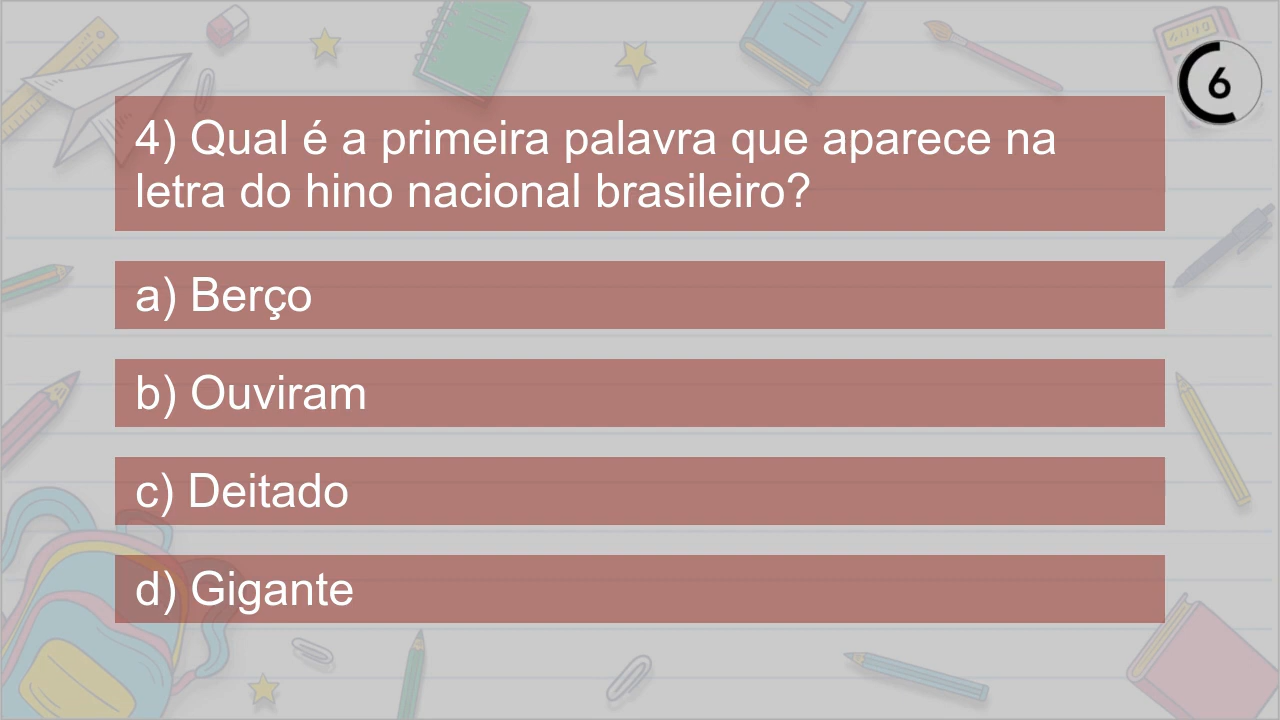 6
4) Qual é a primeira palavra que aparece na
letra do hino nacional brasileiro?
a) Berço
b) Ouviram
c) Deitado
d) Gigante